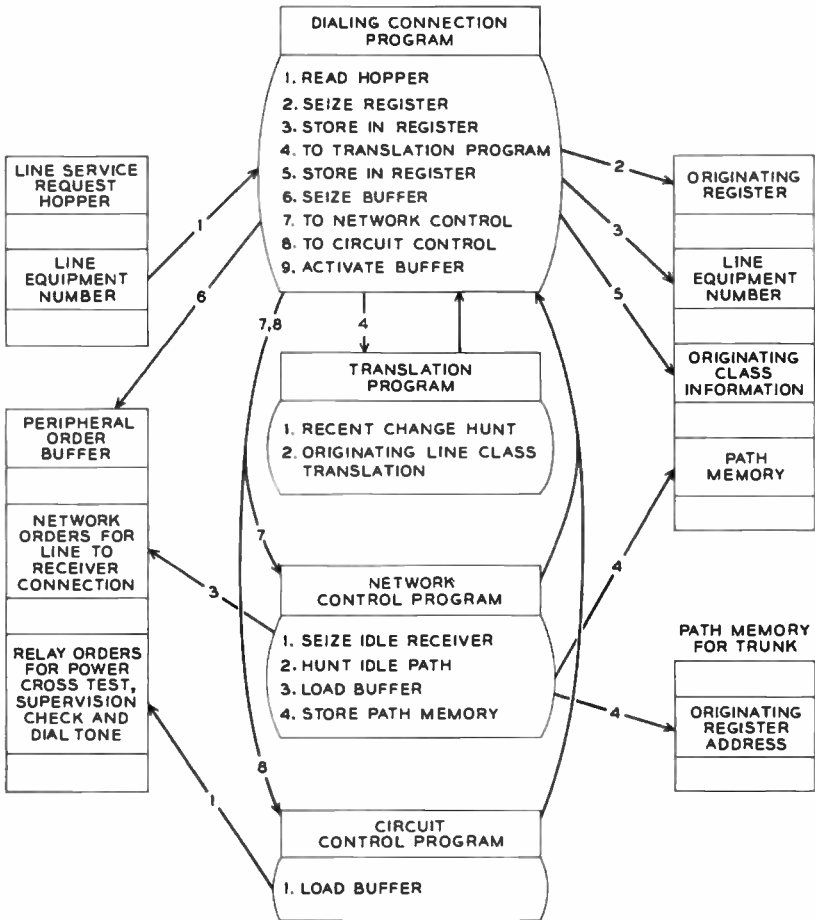 DIALING CONNECTION
PROGRAM
1. READ HOPPER
2. SEIZE REGISTER
3. STORE IN REGISTER
4. TO TRANSLATION PROGRAM
5. STORE IN REGISTER
6. SEIZE BUFFER
7. TO NETWORK CONTROL
8. TO CIRCUIT CONTROL
9. ACTIVATE BUFFER
LINE SERVICE
REQUEST
HOPPER
LINE
EQUIPMENT
NUMBER
1
6
7,8
4
2
3
5
ORIGINATING
REGISTER
LINE
EQUIPMENT
NUMBER
ORIGINATING
CLASS
INFORMATION
PATH
MEMORY
TRANSLATION
PROGRAM
1. RECENT CHANGE HUNT
2. ORIGINATING LINE CLASS
TRANSLATION
PERIPHERAL
ORDER
BUFFER
NETWORK
ORDERS FOR
LINE TO
RECEIVER
CONNECTION
RELAY ORDERS
FOR POWER
CROSS TEST,
SUPERVISION
CHECK AND
DIAL TONE
7
3
NETWORK
CONTROL PROGRAM
1. SEIZE IDLE RECEIVER
2. HUNT IDLE PATH
3. LOAD BUFFER
4. STORE PATH MEMORY
4
4
PATH MEMORY
FOR TRUNK
ORIGINATING
REGISTER
ADDRESS
8
1
CIRCUIT
CONTROL PROGRAM
1. LOAD BUFFER